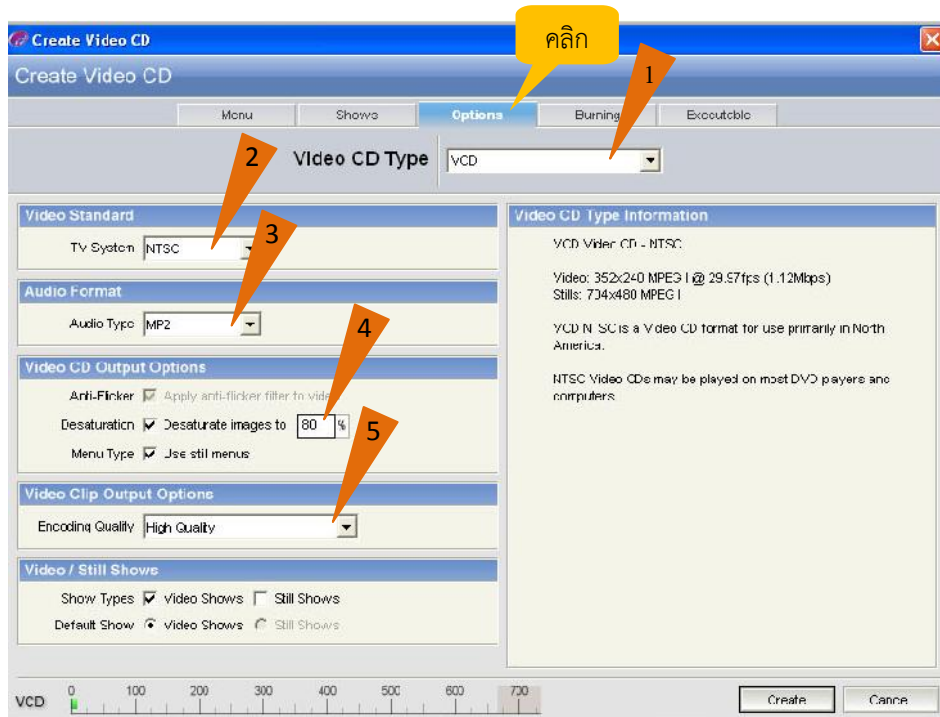 Create Video CD
คลิก
Create Video CD
1
Menu Shows Options Burning Executable
2
Video CD Type VCD
Video Standard
Video CD Type Information
TV System NTSC
3
VCD Video CD - NTSC
Audio Format
Video: 352x240 MPEG I @ 29.97fps (1.12Mbps)
Stills: 704x480 MPEG I
Audio Type MP2
4
VCD NTSC is a Video CD format for use primarily in North
America.
Video CD Output Options
NTSC Video CDs may be played on most DVD players and
computers
Anti-Flicker Apply anti-flicker filter to vide
Desaturation Desaturate images to 80 %
5
Menu Type Use still menus
Video Clip Output Options
Encoding Quality High Quality
Video / Still Shows
Show Types Video Shows Still Shows
Default Show Video Shows Still Shows
VCD 0 100 200 300 400 500 600 700
Create Cance